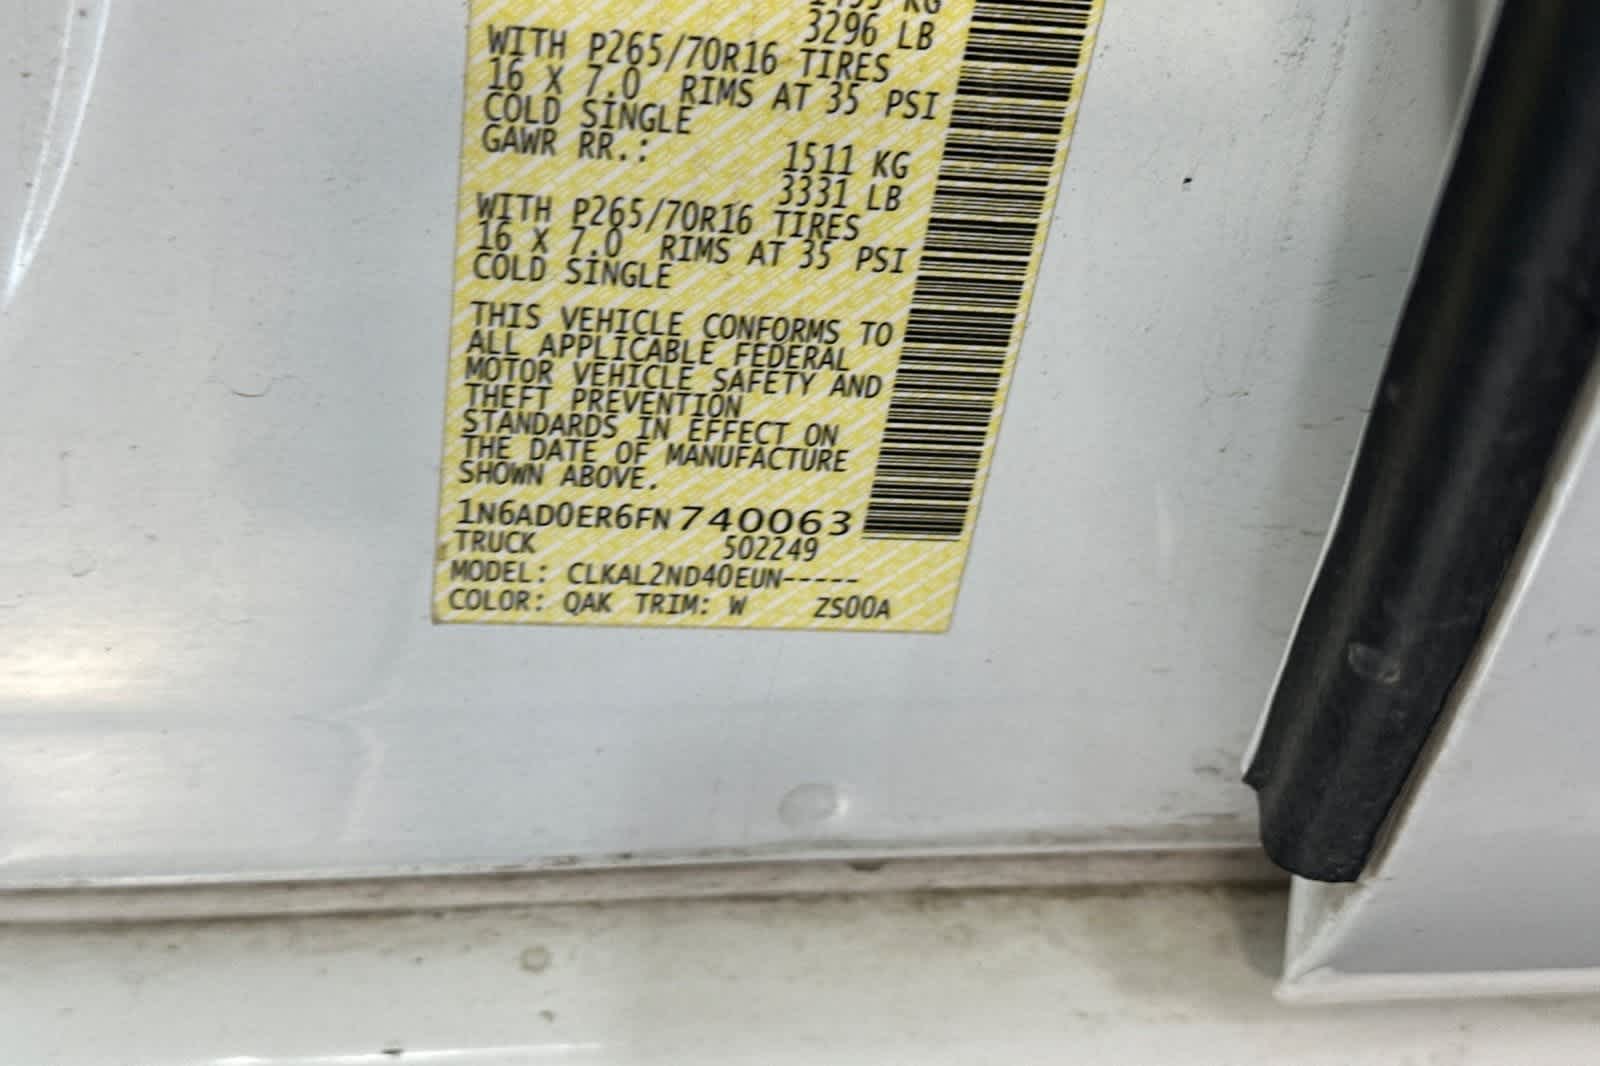 3296 LB
WITH P265/70R16 TIRES
16 X 7.0 RIMS AT 35 PSI
COLD SINGLE
GAWR RR.: 1511 KG
3331 LB
WITH P265/70R16 TIRES
16 X 7.0 RIMS AT 35 PSI
COLD SINGLE
THIS VEHICLE CONFORMS TO
ALL APPLICABLE FEDERAL
MOTOR VEHICLE SAFETY AND
THEFT PREVENTION
STANDARDS IN EFFECT ON
THE DATE OF MANUFACTURE
SHOWN ABOVE.
1N6AD0ER6FN740063
TRUCK 502249
MODEL: CLKAL2ND40EUN-----
COLOR: QAK TRIM: W ZS00A